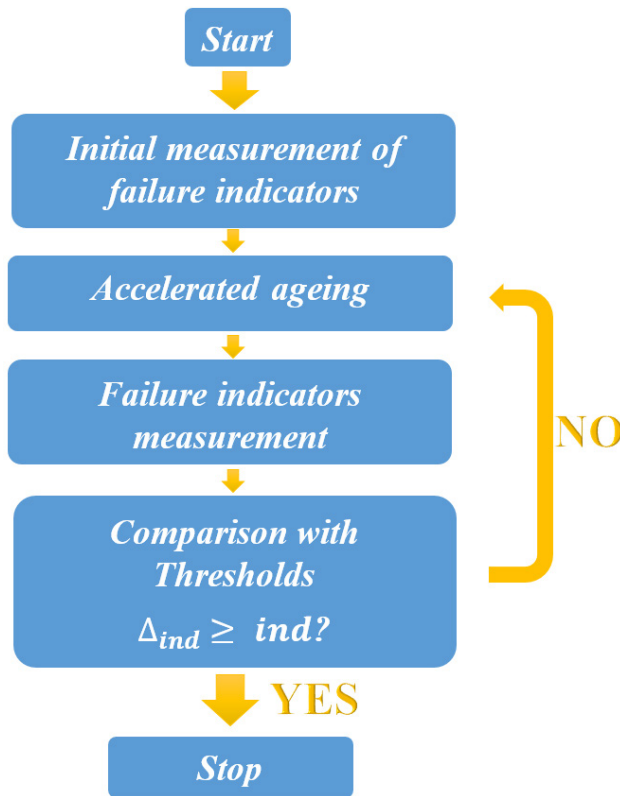 Start
Initial measurement of
failure indicators
Accelerated ageing
Failure indicators
measurement
NO
Comparison with
Thresholds
Δ_ind ≥ ind?
YES
Stop